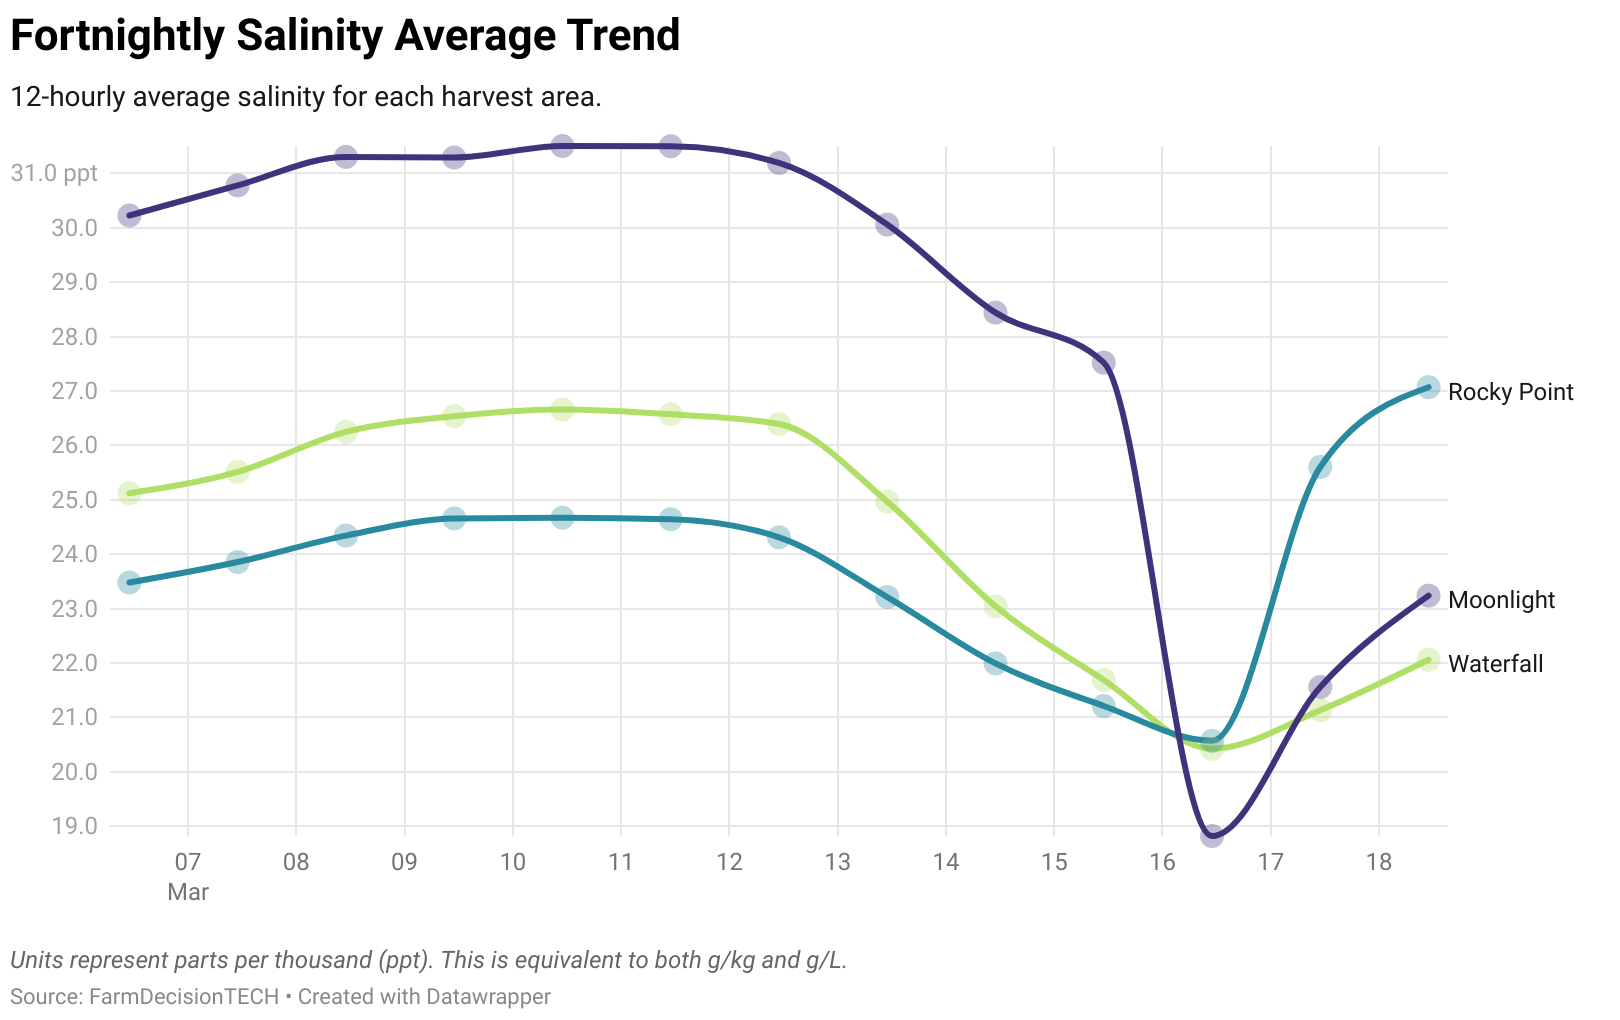 Fortnightly Salinity Average Trend
12-hourly average salinity for each harvest area.
31.0 ppt
30.0
29.0
28.0
27.0
26.0
25.0
24.0
23.0
22.0
21.0
20.0
19.0
Rocky Point
Moonlight
Waterfall
07 08 09 10 11 12 13 14 15 16 17 18
Mar
Units represent parts per thousand (ppt). This is equivalent to both g/kg and g/L.
Source: FarmDecisionTECH • Created with Datawrapper